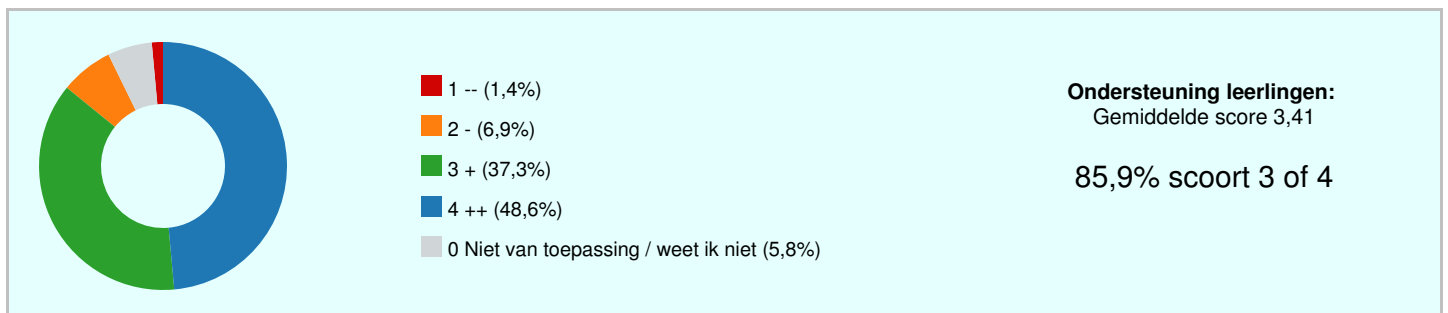 1 -- (1,4%)
2 - (6,9%)
3 + (37,3%)
4 ++ (48,6%)
0 Niet van toepassing / weet ik niet (5,8%)
Ondersteuning leerlingen:
Gemiddelde score 3,41
85,9% scoort 3 of 4